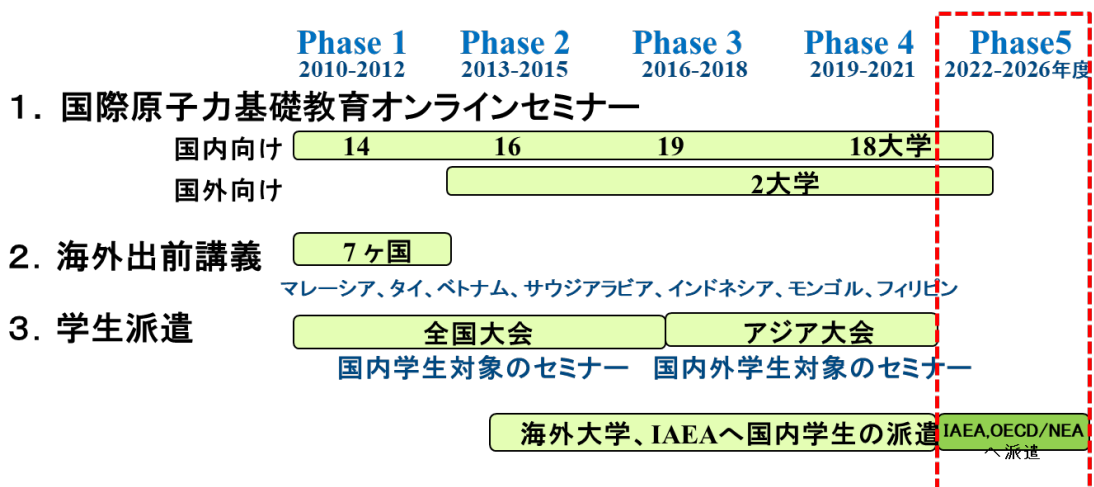 Phase 1 Phase 2 Phase 3 Phase 4 Phase5
2010-2012 2013-2015 2016-2018 2019-2021 2022-2026年度
１．国際原子力基礎教育オンラインセミナー
国内向け 14 16 19 18大学
国外向け 2大学
２．海外出前講義 7ヶ国
マレーシア、タイ、ベトナム、サウジアラビア、インドネシア、モンゴル、フィリピン
３．学生派遣 全国大会 アジア大会
国内学生対象のセミナー 国内外学生対象のセミナー
海外大学、IAEAへ国内学生の派遣 IAEA,OECD/NEA
へ派遣